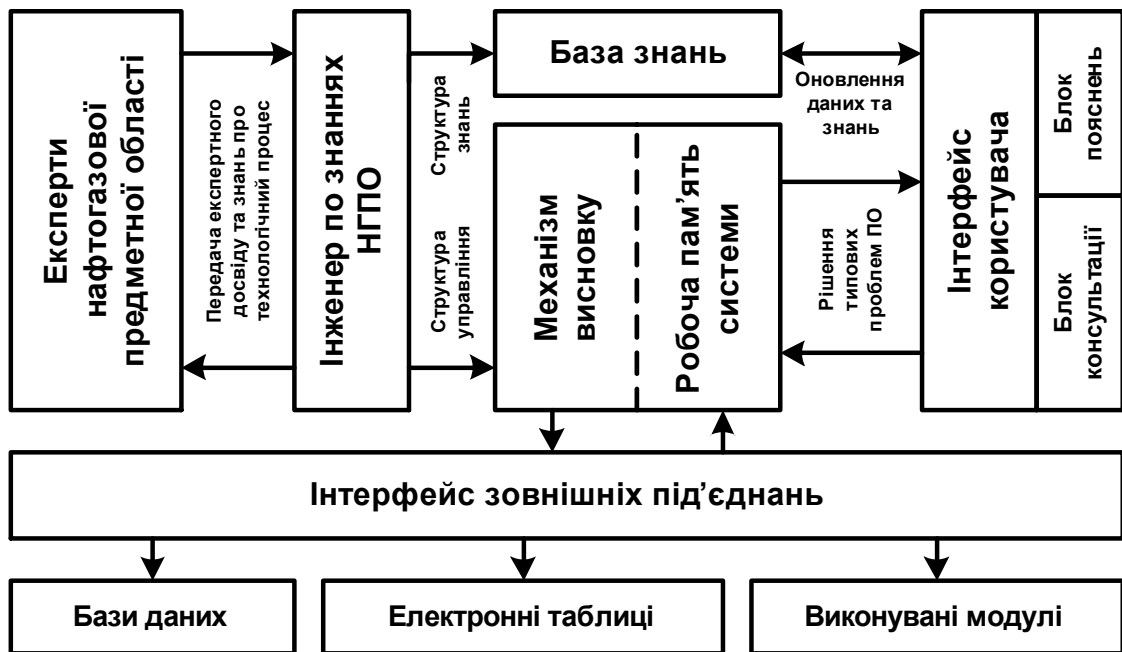 Експерти
нафтогазової
предметної області
Передача експертного
досвіду та знань про
технологічний процес
Інженер по знаннях
НГПО
Структура
знань
Структура
управління
База знань
Механізм
висновку
Робоча пам’ять
системи
Оновлення
даних та
знань
Рішення
типових
проблем ПО
Інтерфейс
користувача
Блок
пояснень
Блок
консультації
Інтерфейс зовнішніх під’єднань
Бази даних
Електронні таблиці
Виконувані модулі